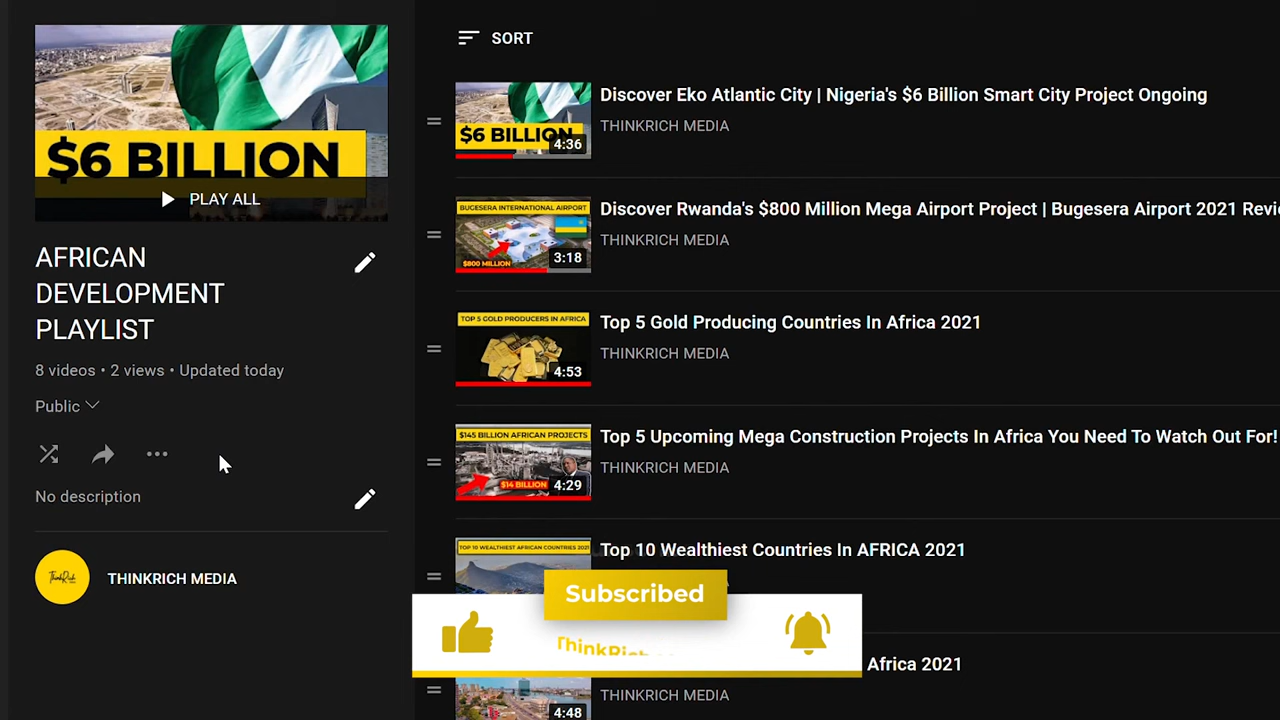 $6 BILLION
PLAY ALL
AFRICAN
DEVELOPMENT
PLAYLIST
8 videos • 2 views • Updated today
Public
No description
THINKRICH MEDIA
SORT
$6 BILLION
4:36
Discover Eko Atlantic City | Nigeria's $6 Billion Smart City Project Ongoing
THINKRICH MEDIA
BUGESERA INTERNATIONAL AIRPORT
$800 MILLION
3:18
Discover Rwanda's $800 Million Mega Airport Project | Bugesera Airport 2021 Revi
THINKRICH MEDIA
TOP 5 GOLD PRODUCERS IN AFRICA
4:53
Top 5 Gold Producing Countries In Africa 2021
THINKRICH MEDIA
$145 BILLION AFRICAN PROJECTS
$14 BILLION
4:29
Top 5 Upcoming Mega Construction Projects In Africa You Need To Watch Out For!
THINKRICH MEDIA
TOP 10 WEALTHIEST AFRICAN COUNTRIES 2021
Top 10 Wealthiest Countries In AFRICA 2021
Subscribed
ThinkRich
Africa 2021
THINKRICH MEDIA
4:48